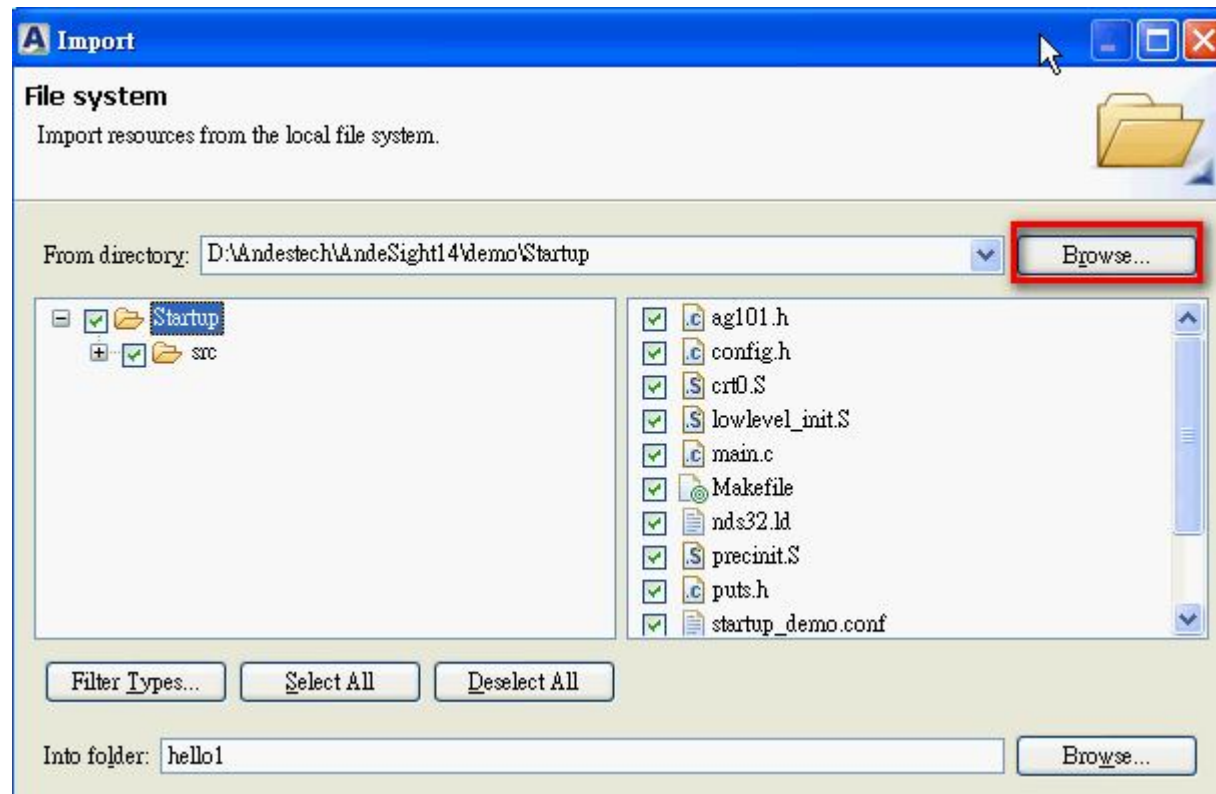 Import
File system
Import resources from the local file system.
From directory: D:\Andestech\AndeSight14\demo\Startup Browse...
Startup
src
.c ag101.h
.c config.h
.S crt0.S
.S lowlevel_init.S
.c main.c
Makefile
nds32.ld
.S precinit.S
.c puts.h
startup_demo.conf
Filter Types... Select All Deselect All
Into folder: hello1 Browse...